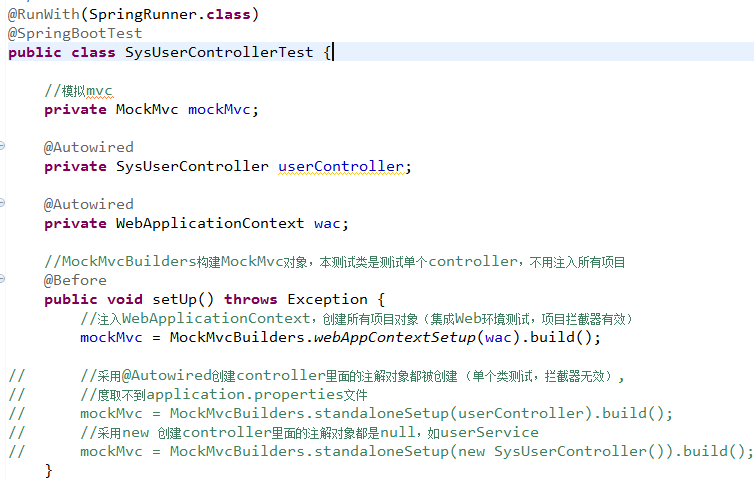 @RunWith(SpringRunner.class)
@SpringBootTest
public class SysUserControllerTest {
//模拟mvc
private MockMvc mockMvc;
@Autowired
private SysUserController userController;
@Autowired
private WebApplicationContext wac;
//MockMvcBuilders构建MockMvc对象，本测试类是测试单个controller，不用注入所有项目
@Before
public void setUp() throws Exception {
//注入WebApplicationContext，创建所有项目对象（集成Web环境测试，项目拦截器有效）
mockMvc = MockMvcBuilders.webAppContextSetup(wac).build();
// //采用@Autowired创建controller里面的注解对象都被创建（单个类测试，拦截器无效）,
// //度取不到application.properties文件
// mockMvc = MockMvcBuilders.standaloneSetup(userController).build();
// //采用new 创建controller里面的注解对象都是null，如userService
// mockMvc = MockMvcBuilders.standaloneSetup(new SysUserController()).build();
}